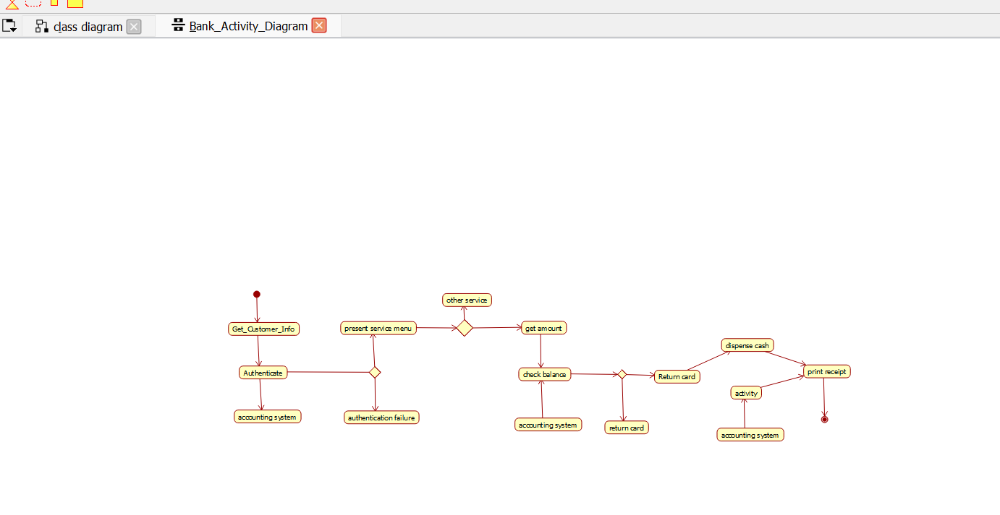 class diagram
Bank_Activity_Diagram
other service
Get_Customer_Info
present service menu
get amount
dispense cash
Authenticate
check balance
Return card
print receipt
activity
accounting system
authentication failure
accounting system
return card
accounting system